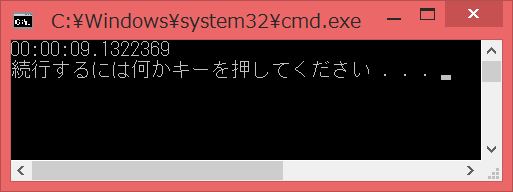 C:¥Windows¥system32¥cmd.exe
00:00:09.1322369
続行するには何かキーを押してください . . .